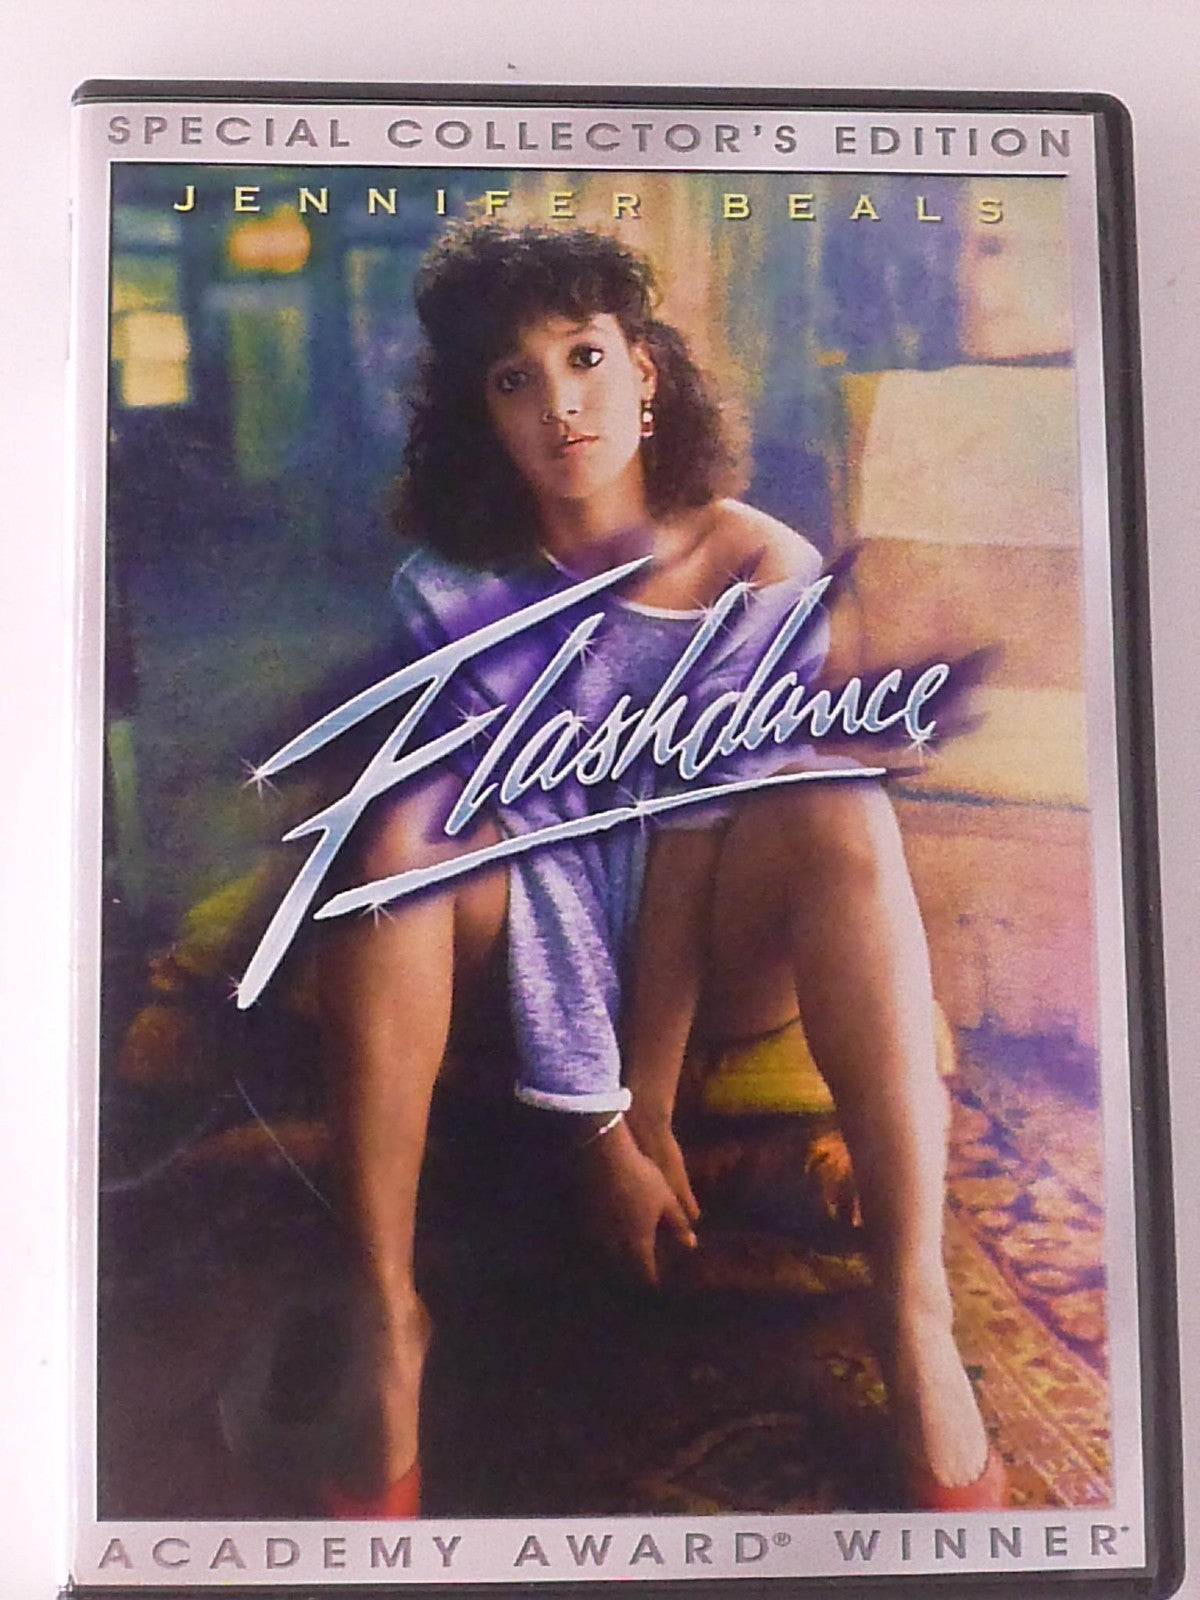 SPECIAL COLLECTOR'S EDITION
JENNIFER BEALS
Flashdance
ACADEMY AWARD® WINNER*